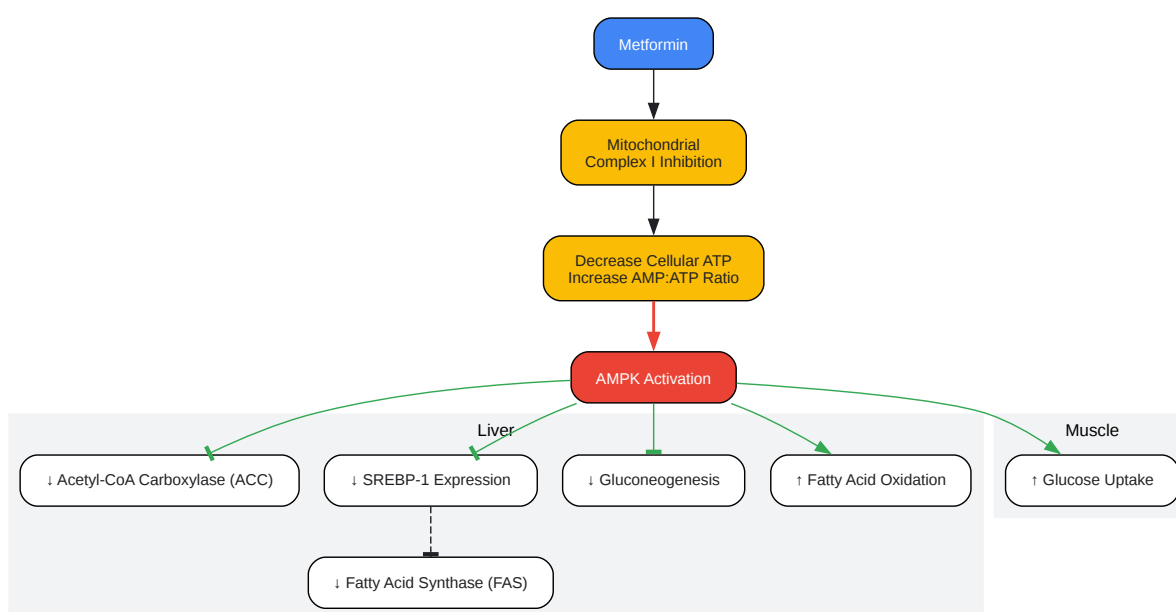 Metformin
Mitochondrial
Complex I Inhibition
Decrease Cellular ATP
Increase AMP:ATP Ratio
AMPK Activation
Liver
Muscle
↓ Acetyl-CoA Carboxylase (ACC)
↓ SREBP-1 Expression
↓ Gluconeogenesis
↑ Fatty Acid Oxidation
↑ Glucose Uptake
↓ Fatty Acid Synthase (FAS)